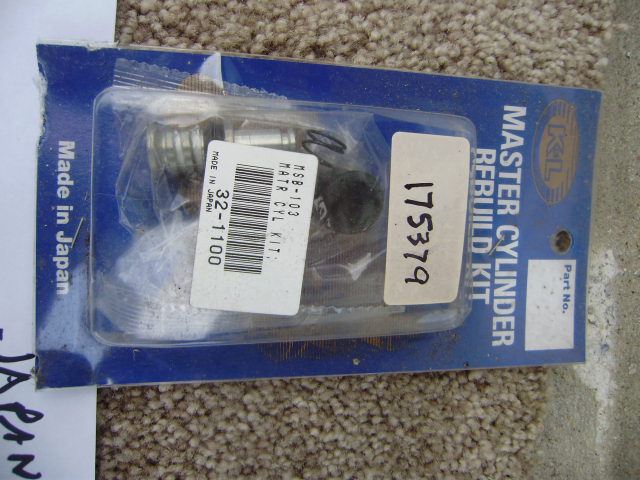 K&L
MASTER CYLINDER
REBUILD KIT
Part No.
175379
MSB-103
MATR CYL KIT:
32-1100
MADE IN JAPAN
Made in Japan
JAPAN